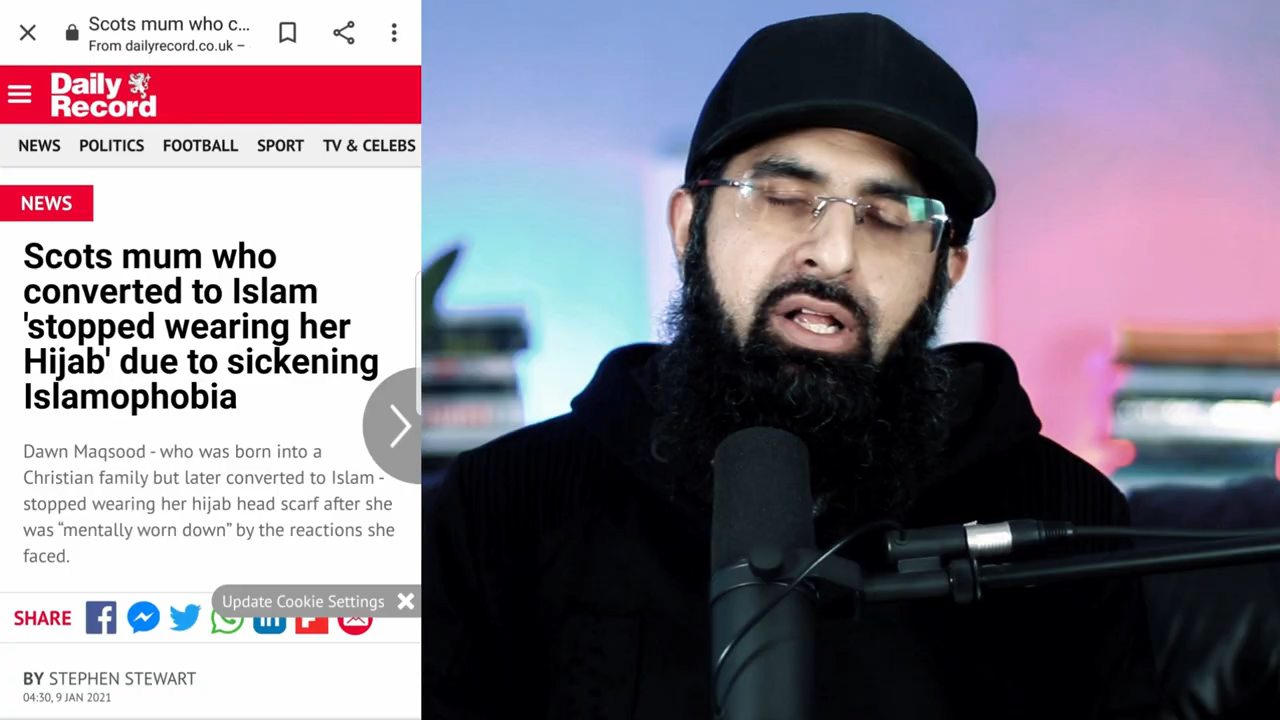 Scots mum who c...
From dailyrecord.co.uk –
Daily
Record
NEWS POLITICS FOOTBALL SPORT TV & CELEBS
NEWS
Scots mum who
converted to Islam
'stopped wearing her
Hijab' due to sickening
Islamophobia
Dawn Maqsood - who was born into a
Christian family but later converted to Islam -
stopped wearing her hijab head scarf after she
was “mentally worn down” by the reactions she
faced.
Update Cookie Settings
SHARE
BY STEPHEN STEWART
04:30, 9 JAN 2021